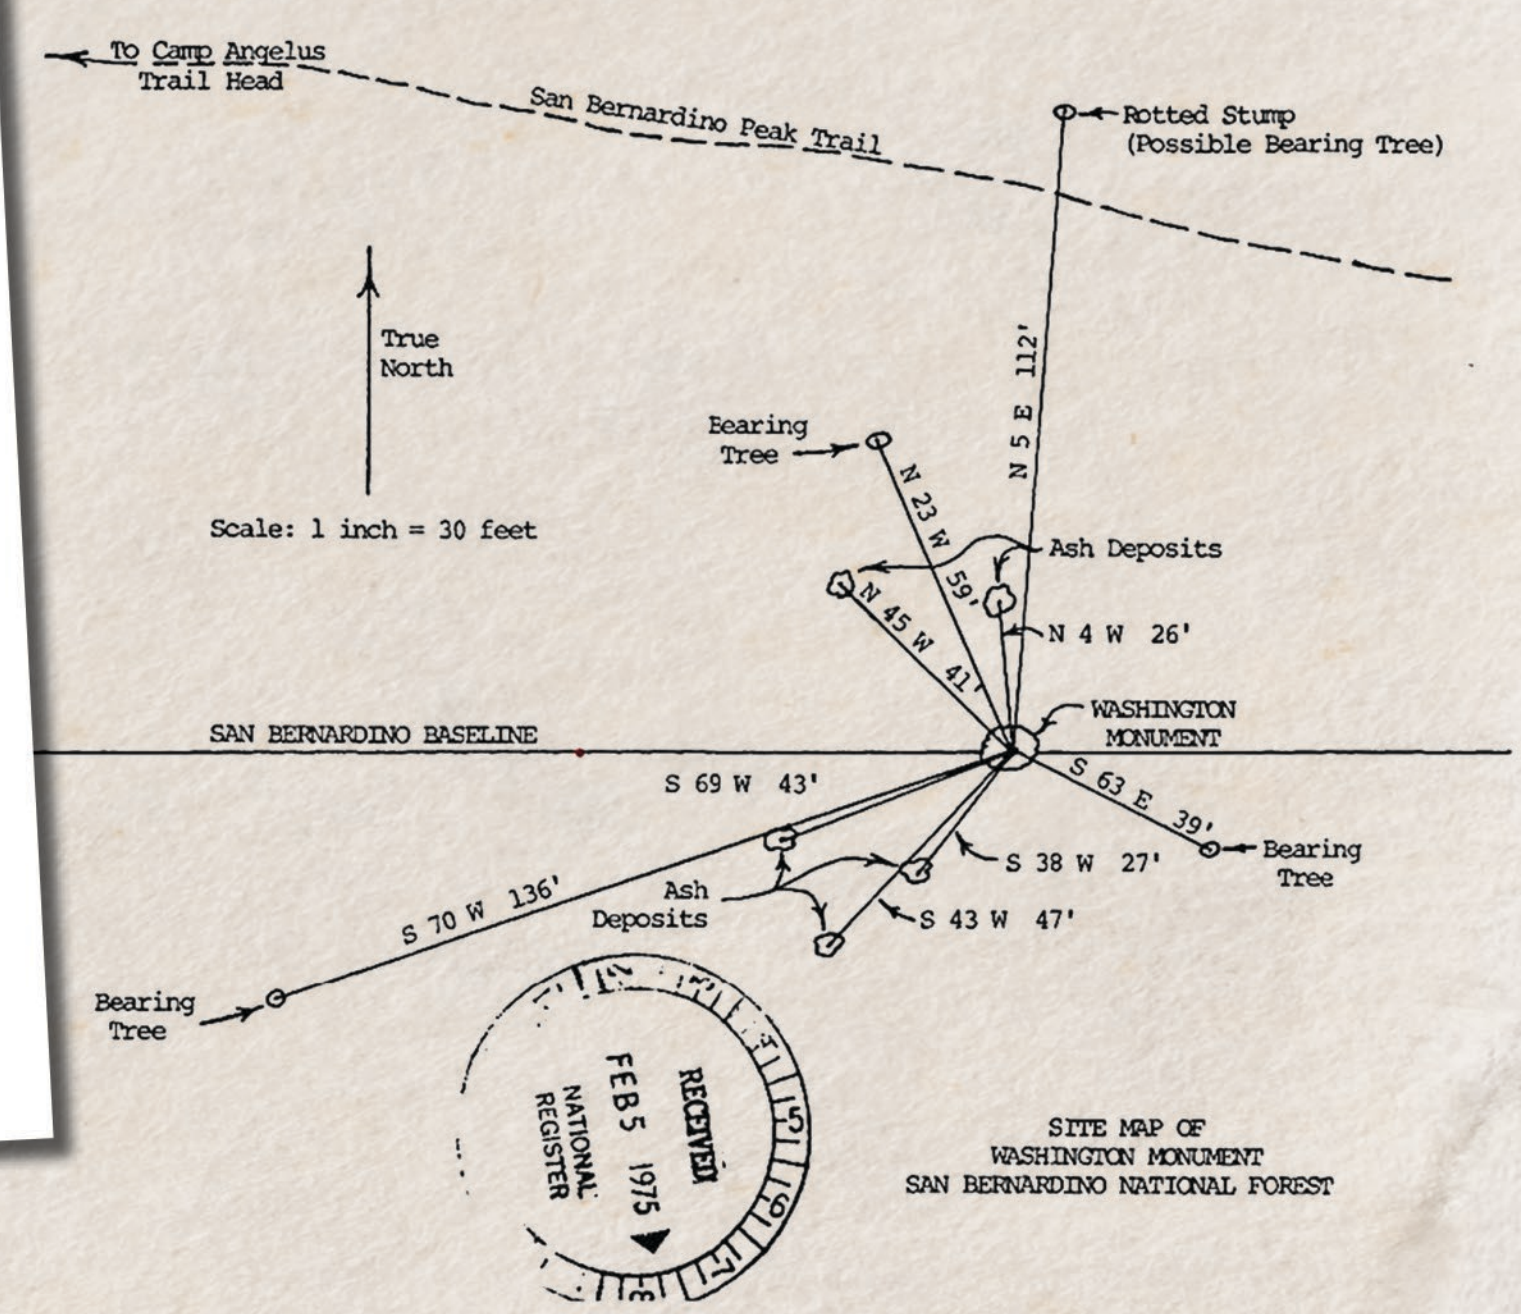 To Camp Angelus
Trail Head
San Bernardino Peak Trail
Rotted Stump
(Possible Bearing Tree)
True
North
N 5 E 112'
Bearing
Tree
N 23 W 59'
Scale: 1 inch = 30 feet
Ash Deposits
N 45 W 41'
N 4 W 26'
SAN BERNARDINO BASELINE
WASHINGTON
MONUMENT
S 69 W 43'
S 63 E 39'
Bearing
Tree
S 38 W 27'
Ash
Deposits
S 43 W 47'
S 70 W 136'
Bearing
Tree
RECEIVED
FEB 5 1975
NATIONAL
REGISTER
SITE MAP OF
WASHINGTON MONUMENT
SAN BERNARDINO NATIONAL FOREST